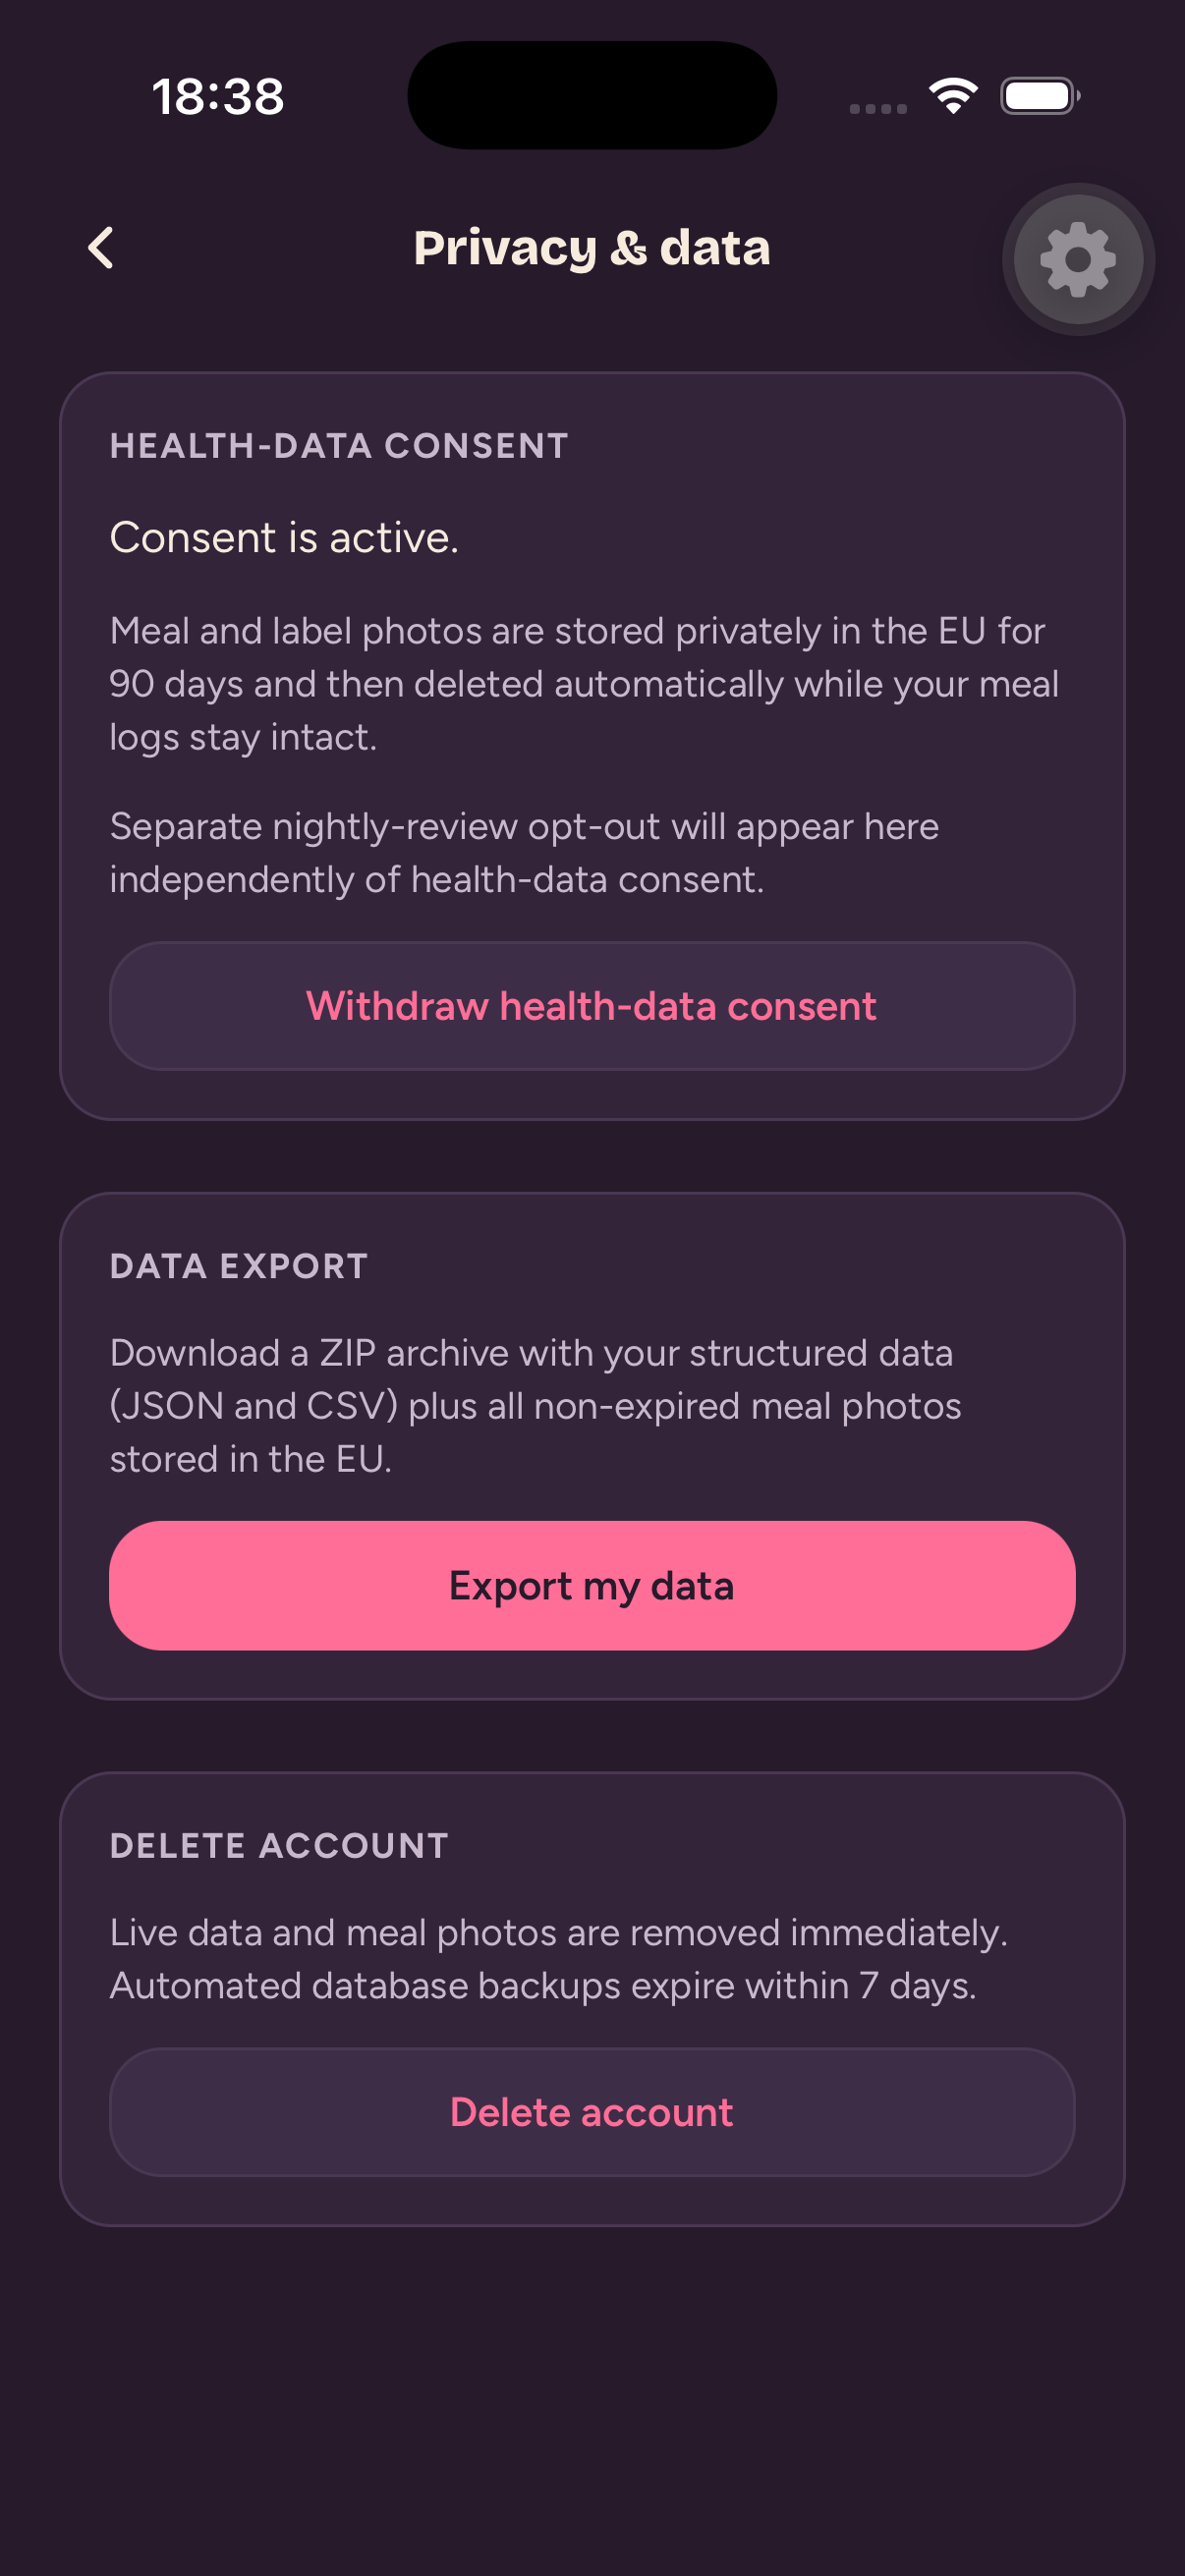 18:38
Privacy & data
HEALTH-DATA CONSENT
Consent is active.
Meal and label photos are stored privately in the EU for
90 days and then deleted automatically while your meal
logs stay intact.
Separate nightly-review opt-out will appear here
independently of health-data consent.
Withdraw health-data consent
DATA EXPORT
Download a ZIP archive with your structured data
(JSON and CSV) plus all non-expired meal photos
stored in the EU.
Export my data
DELETE ACCOUNT
Live data and meal photos are removed immediately.
Automated database backups expire within 7 days.
Delete account